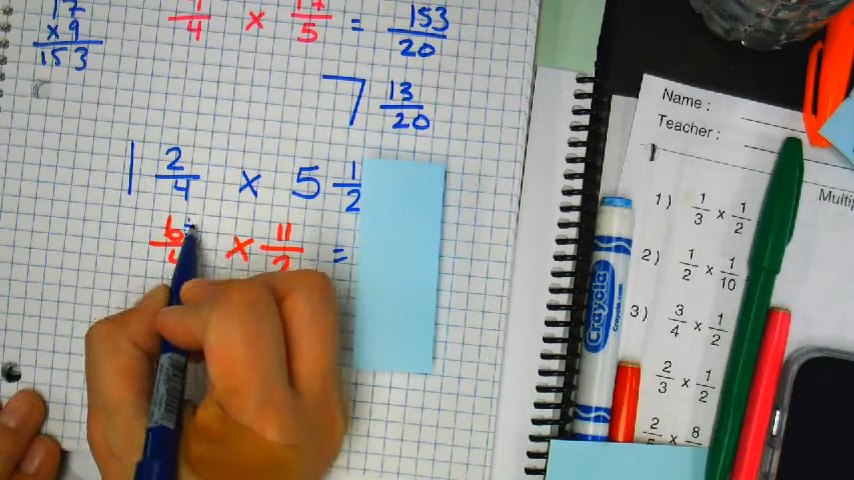 17
x 9
153
4 x 5 = 153/20
7 13/20
1 2/4 x 5 1/2
6 x 11/2 =
Crayola
Name :
Teacher :
1) 1/3 x 1/2
2) 1/2 x 1/10
3) 3/4 x 1/2
2/3 x 1/2
2 x 8